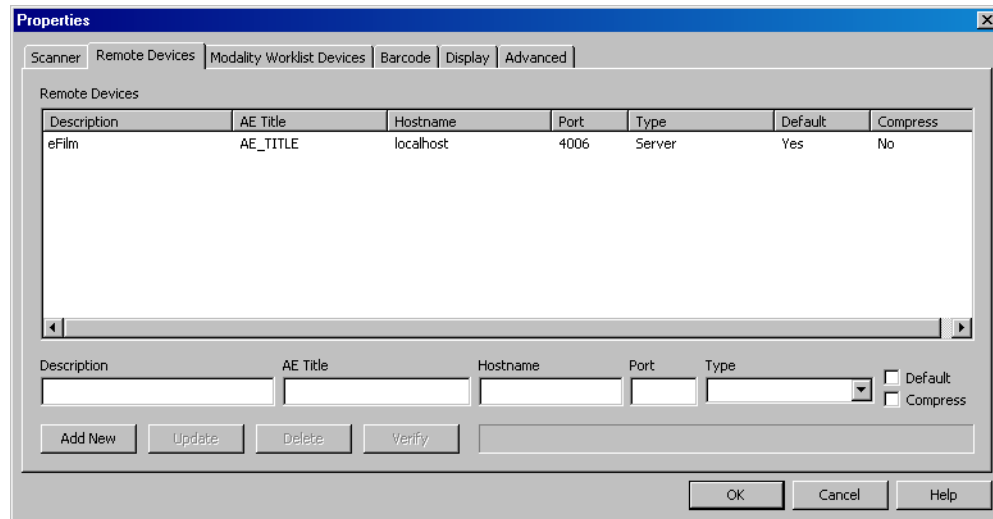 Properties
Scanner Remote Devices Modality Worklist Devices Barcode Display Advanced
Remote Devices
Description AE Title Hostname Port Type Default Compress
eFilm AE_TITLE localhost 4006 Server Yes No
Description AE Title Hostname Port Type
Default
Compress
Add New Update Delete Verify
OK Cancel Help